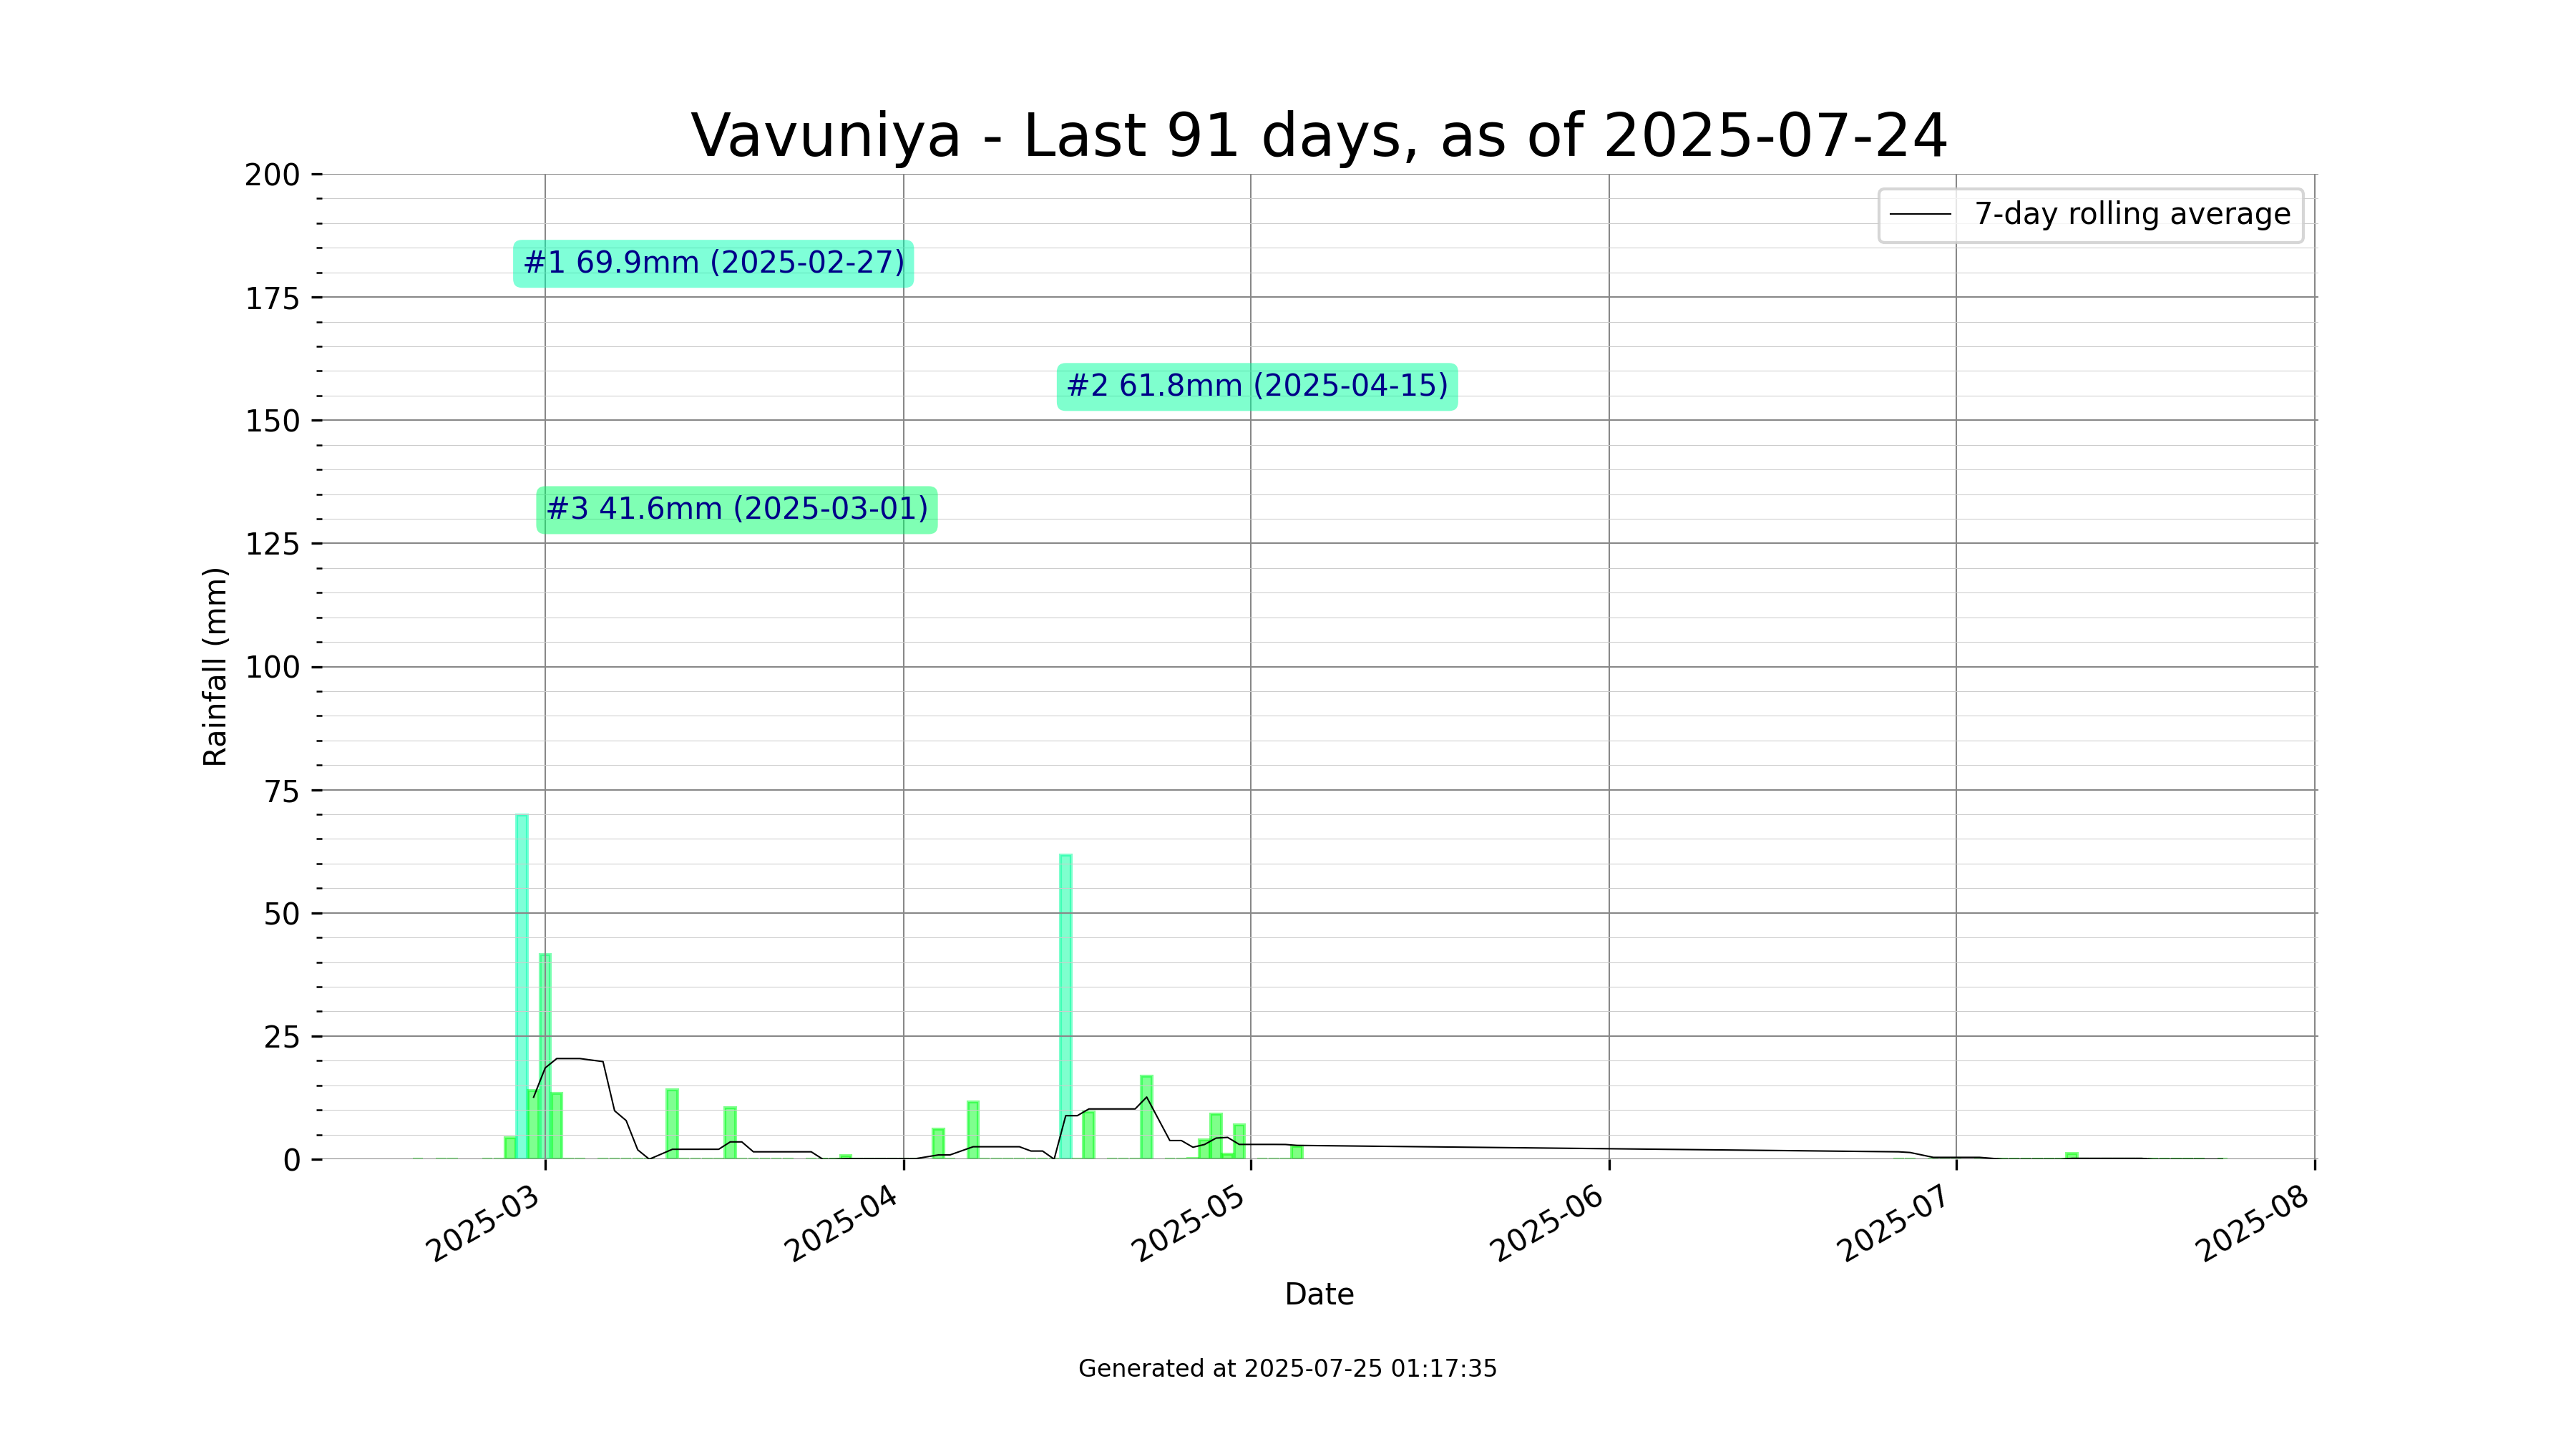 Vavuniya - Last 91 days, as of 2025-07-24
200
175
150
125
100
75
50
25
0
Rainfall (mm)
7-day rolling average
#1 69.9mm (2025-02-27)
#2 61.8mm (2025-04-15)
#3 41.6mm (2025-03-01)
2025-03
2025-04
2025-05
2025-06
2025-07
2025-08
Date
Generated at 2025-07-25 01:17:35